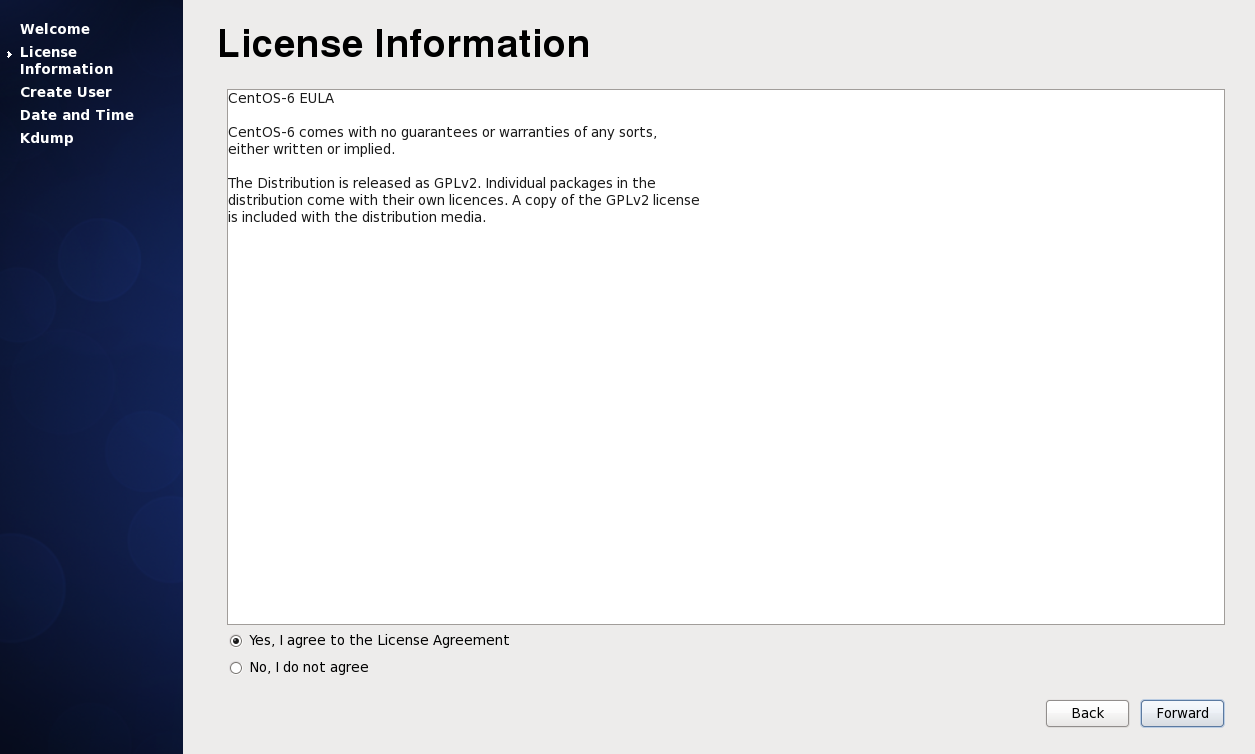 Welcome
License
Information
Create User
Date and Time
Kdump
License Information
CentOS-6 EULA
CentOS-6 comes with no guarantees or warranties of any sorts,
either written or implied.
The Distribution is released as GPLv2. Individual packages in the
distribution come with their own licences. A copy of the GPLv2 license
is included with the distribution media.
Yes, I agree to the License Agreement
No, I do not agree
Back
Forward